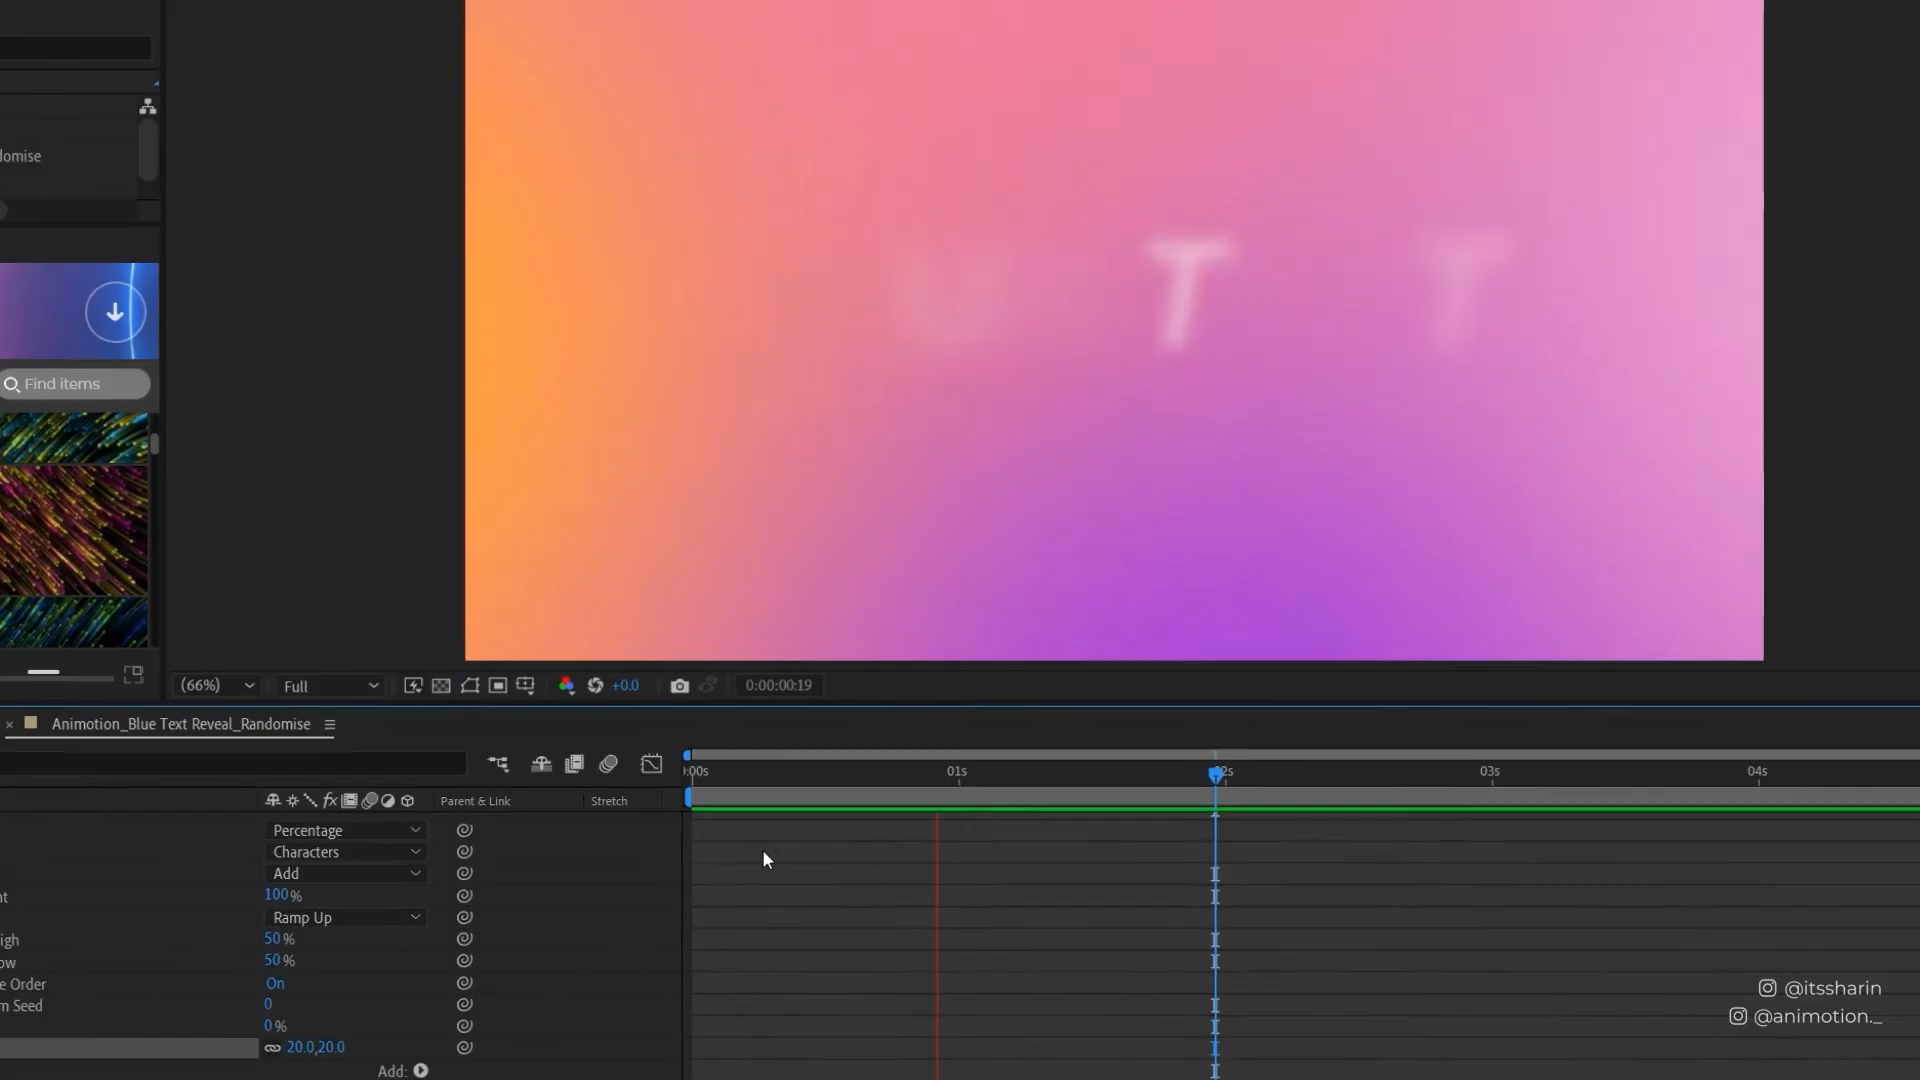 domise
T T
Find items
(66%) Full +0.0 0:00:00:19
Animotion_Blue Text Reveal_Randomise
:00s 01s 2s 03s 04s
Parent & Link Stretch
Percentage
Characters
Add
nt 100 %
Ramp Up
igh 50 %
ow 50 %
e Order On
m Seed 0
0 %
20.0,20.0
Add:
@itssharin
@animotion._